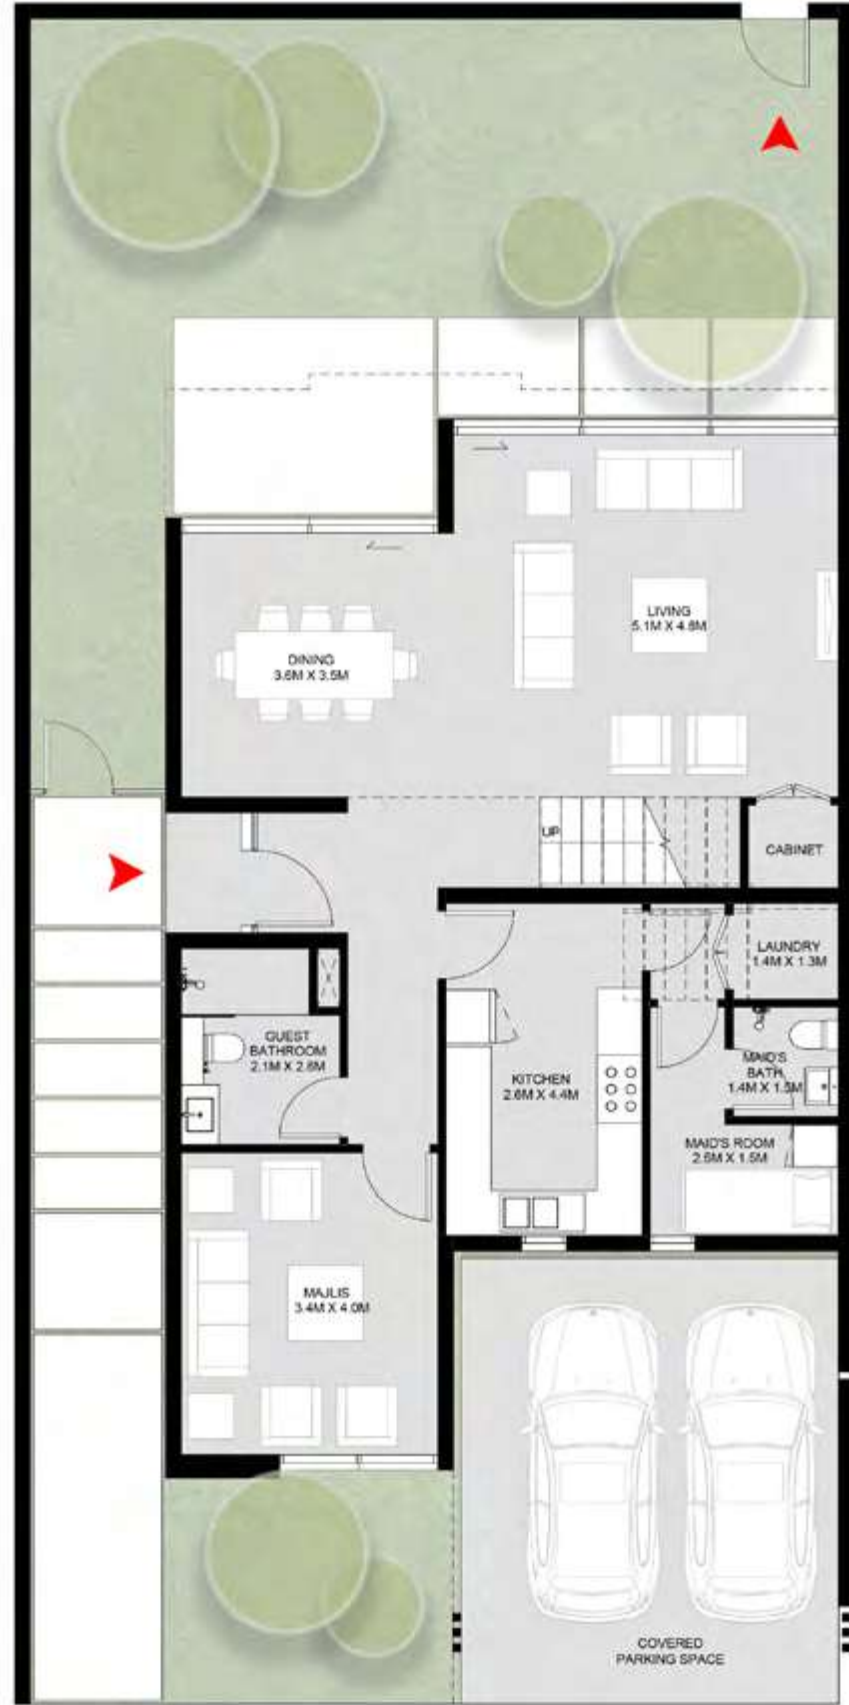 LIVING
5.1M X 4.8M
DINING
3.6M X 3.5M
UP
CABINET
LAUNDRY
1.4M X 1.3M
GUEST
BATHROOM
2.1M X 2.6M
KITCHEN
2.6M X 4.4M
MAID'S
BATH
1.4M X 1.5M
MAID'S ROOM
2.5M X 1.5M
MAJLIS
3.4M X 4.0M
COVERED
PARKING SPACE